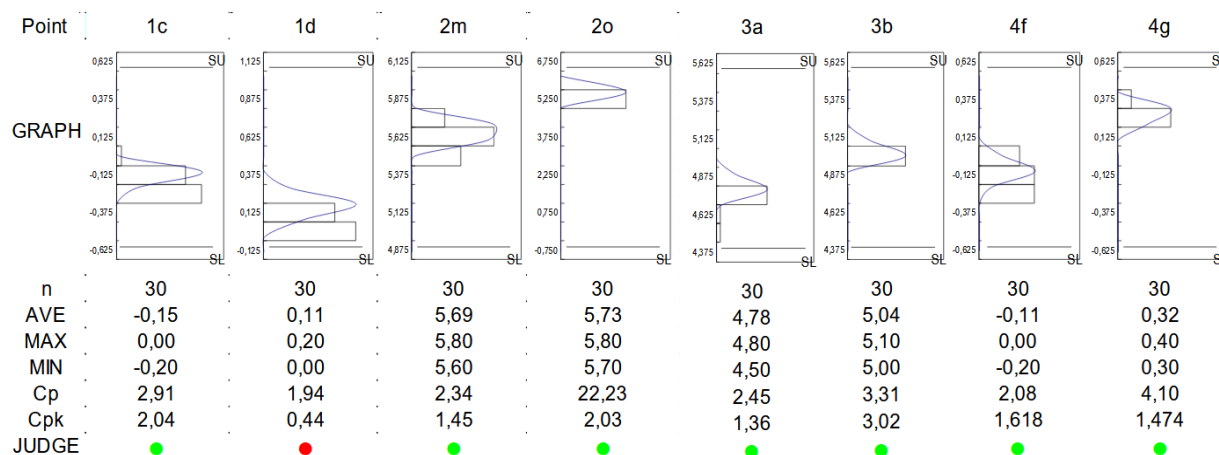 Point 1c 1d 2m 2o 3a 3b 4f 4g
GRAPH
0,625 0,375 0,125 -0,125 -0,375 -0,625 SU SL
1,125 0,875 0,625 0,375 0,125 -0,125 SU SL
6,125 5,875 5,625 5,375 5,125 4,875 SU SL
6,750 5,250 3,750 2,250 0,750 -0,750 SU SL
5,625 5,375 5,125 4,875 4,625 4,375 SU SL
5,625 5,375 5,125 4,875 4,625 4,375 SU SL
0,625 0,375 0,125 -0,125 -0,375 -0,625 SU SL
0,625 0,375 0,125 -0,125 -0,375 -0,625 SU SL
n 30 30 30 30 30 30 30 30
AVE -0,15 0,11 5,69 5,73 4,78 5,04 -0,11 0,32
MAX 0,00 0,20 5,80 5,80 4,80 5,10 0,00 0,40
MIN -0,20 0,00 5,60 5,70 4,50 5,00 -0,20 0,30
Cp 2,91 1,94 2,34 22,23 2,45 3,31 2,08 4,10
Cpk 2,04 0,44 1,45 2,03 1,36 3,02 1,618 1,474
JUDGE